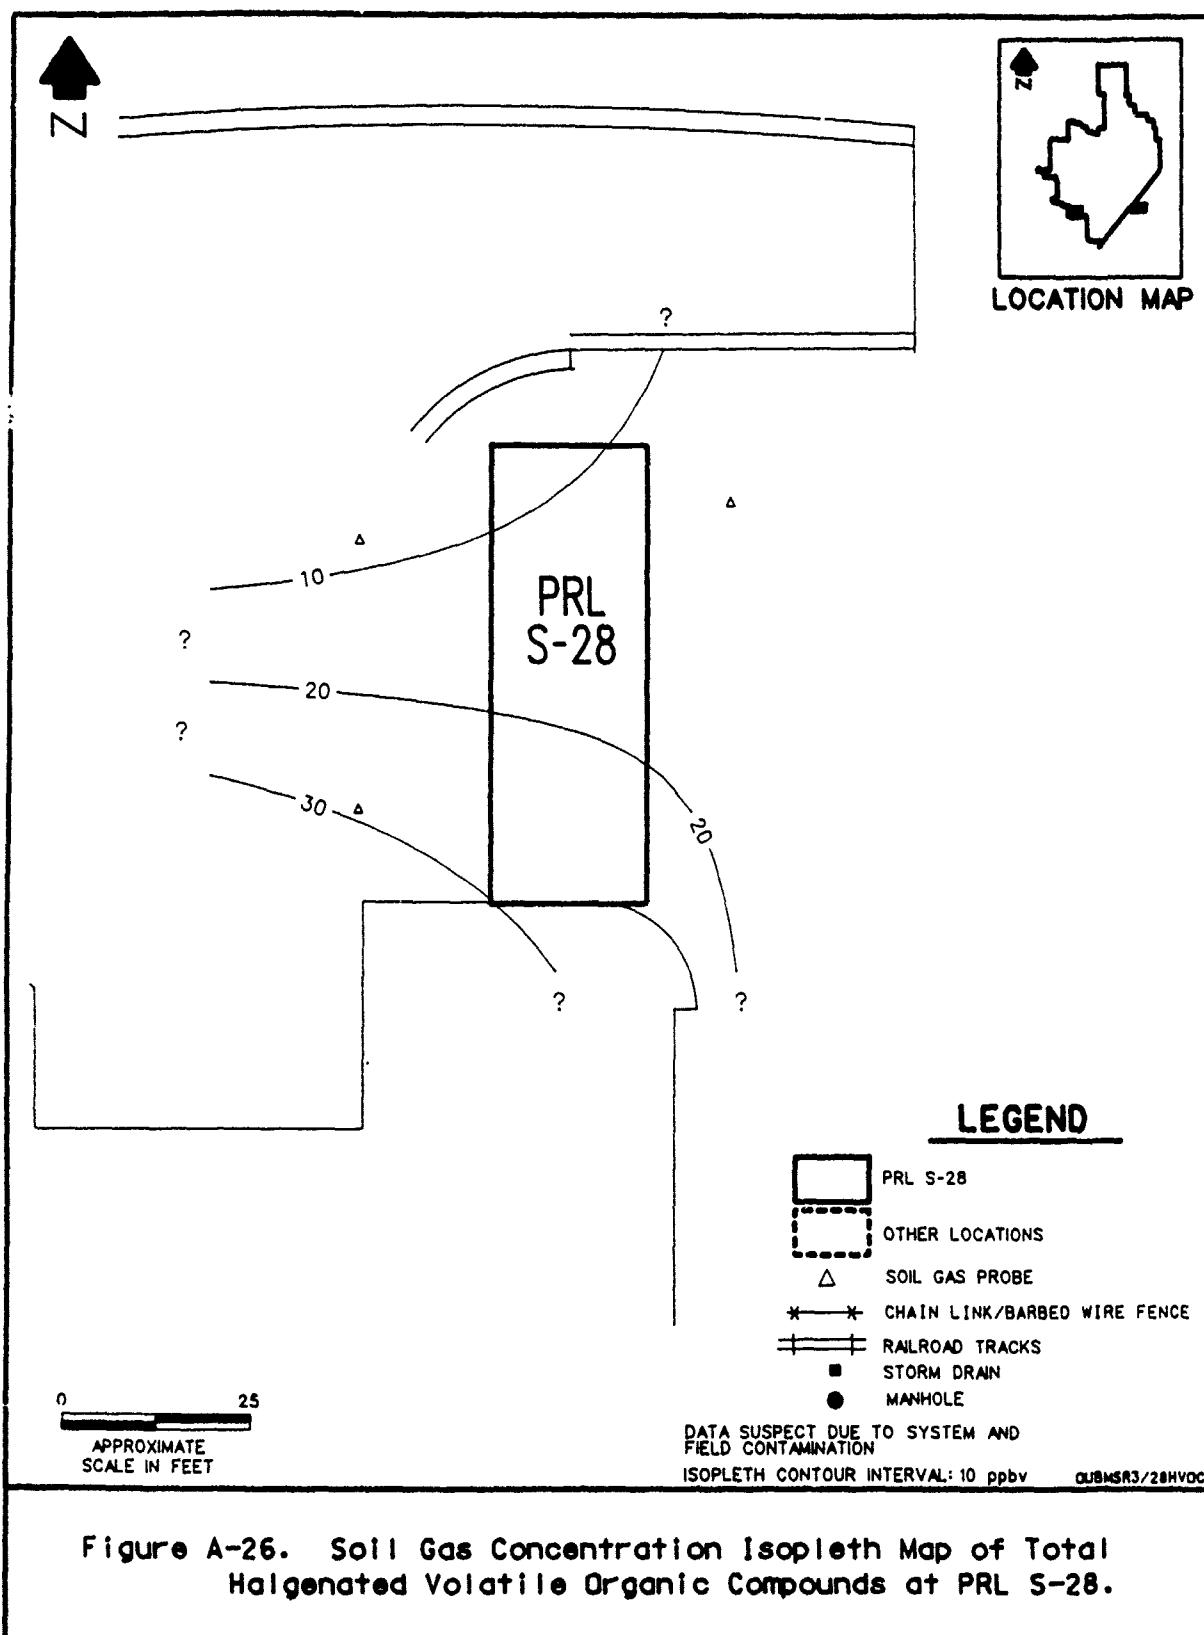 N
N
LOCATION MAP
?
10
PRL
S-28
?
20
?
30
20
?
?
LEGEND
PRL S-28
OTHER LOCATIONS
SOIL GAS PROBE
CHAIN LINK/BARBED WIRE FENCE
RAILROAD TRACKS
STORM DRAIN
MANHOLE
0 25
APPROXIMATE
SCALE IN FEET
DATA SUSPECT DUE TO SYSTEM AND
FIELD CONTAMINATION
ISOPLETH CONTOUR INTERVAL: 10 ppbv
Figure A-26. Soil Gas Concentration Isopleth Map of Total
Halgenated Volatile Organic Compounds at PRL S-28.